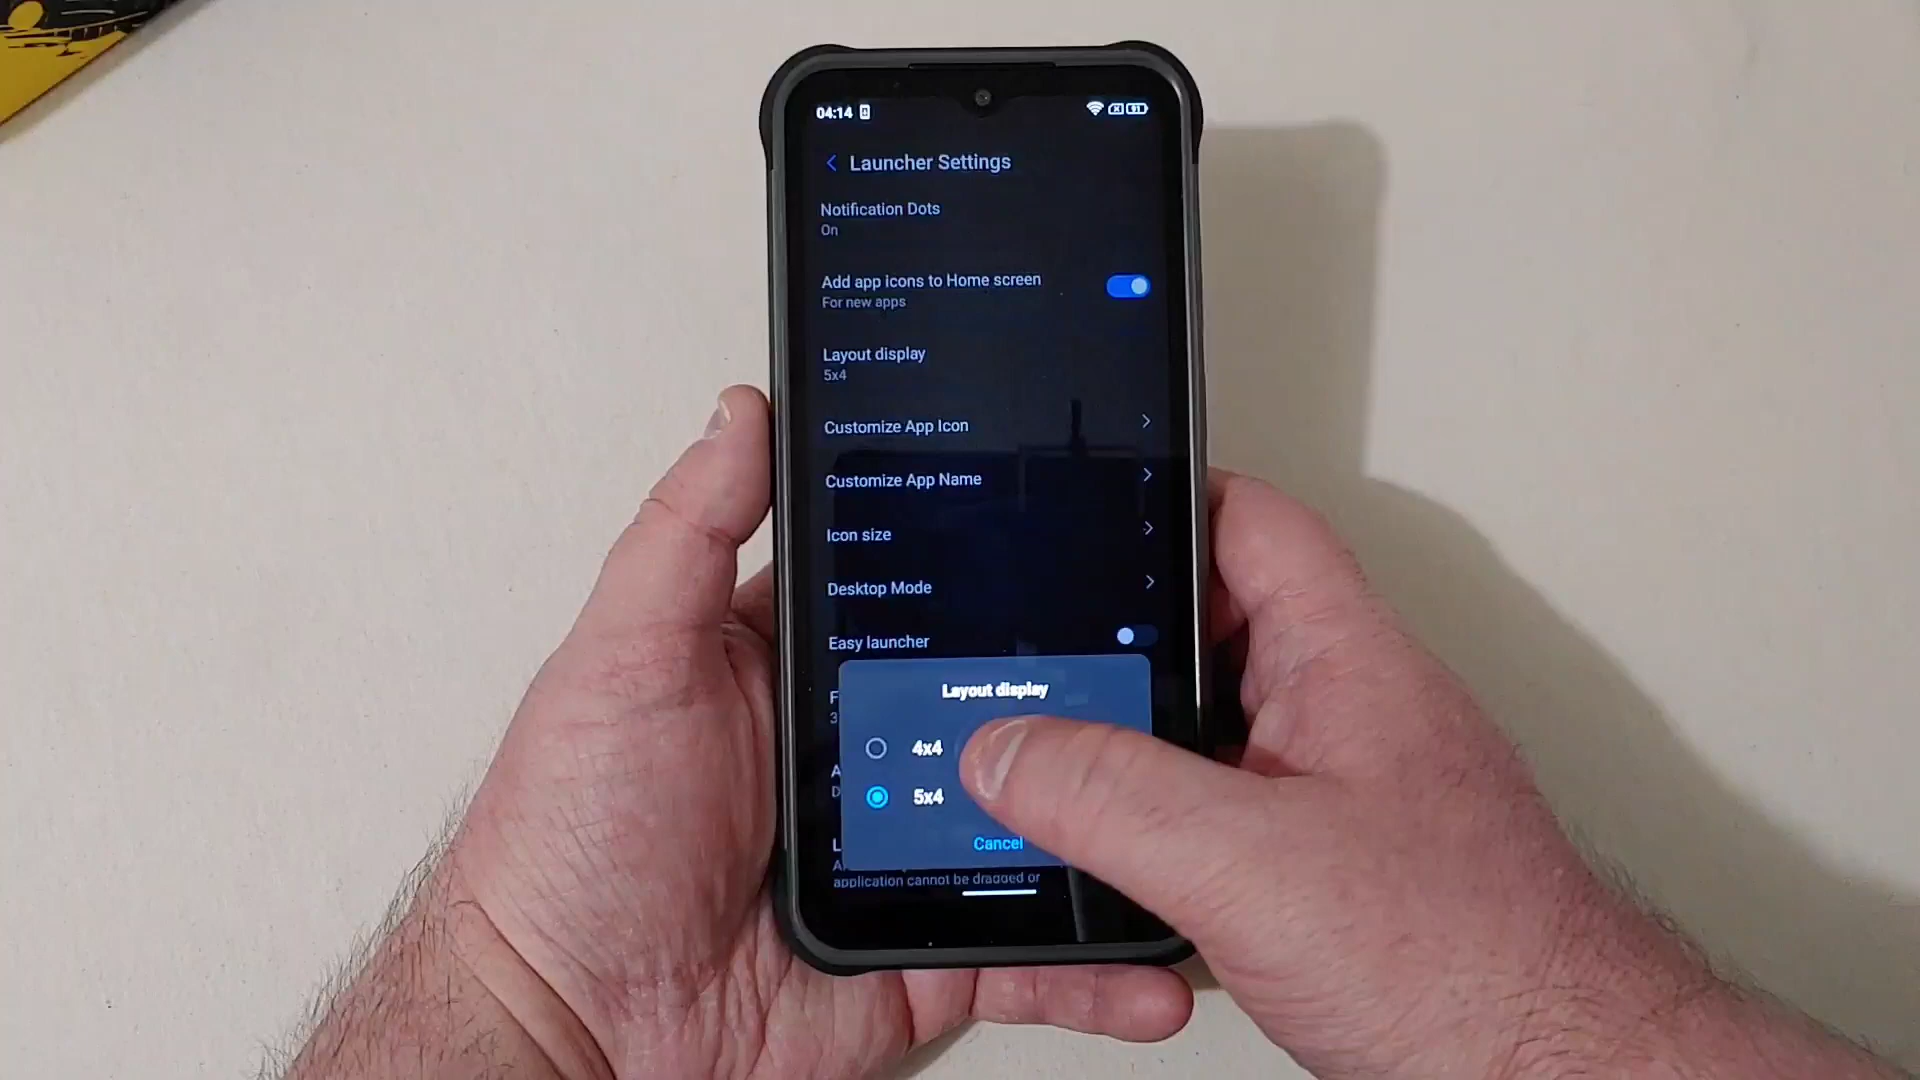 04:14
91
Launcher Settings
Notification Dots
On
Add app icons to Home screen
For new apps
Layout display
5x4
Customize App Icon
Customize App Name
Icon size
Desktop Mode
Easy launcher
F
3
Layout display
4x4
A
D
5x4
L
Cancel
A
application cannot be dragged or